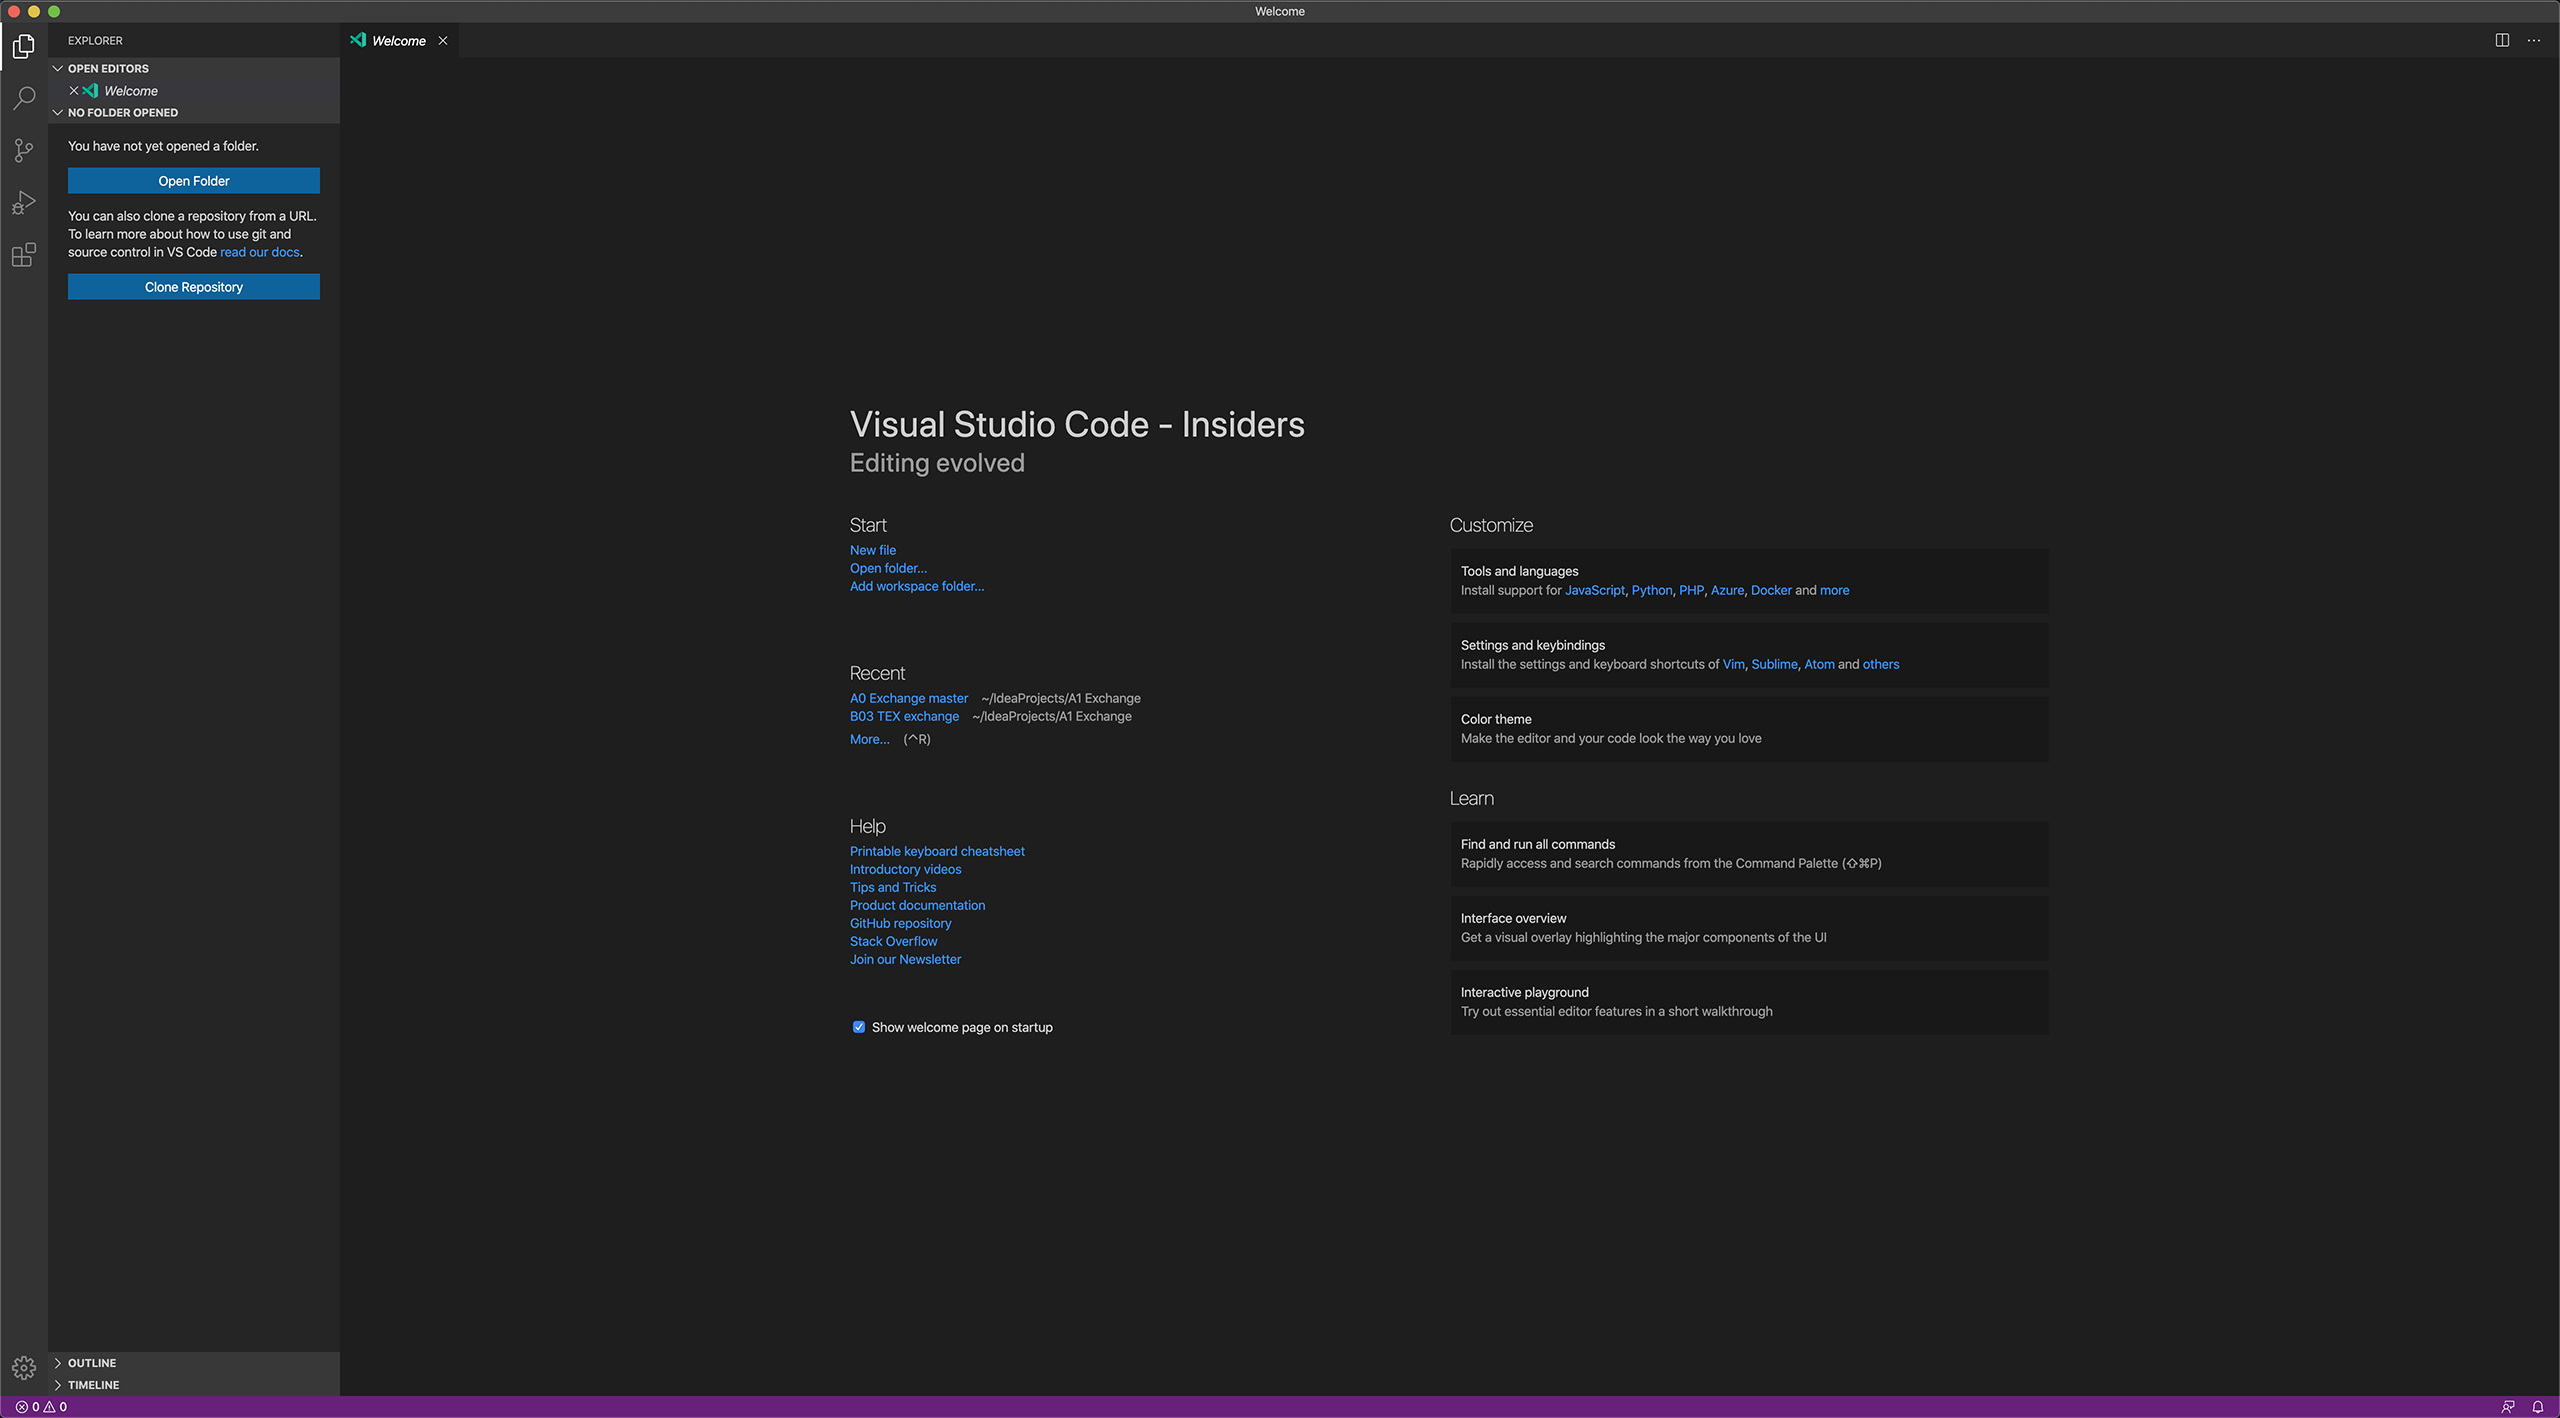 Welcome
EXPLORER
OPEN EDITORS
Welcome
NO FOLDER OPENED
You have not yet opened a folder.
Open Folder
You can also clone a repository from a URL.
To learn more about how to use git and
source control in VS Code read our docs.
Clone Repository
OUTLINE
TIMELINE
Welcome
Visual Studio Code - Insiders
Editing evolved
Start
New file
Open folder...
Add workspace folder...
Recent
A0 Exchange master ~/IdeaProjects/A1 Exchange
B03 TEX exchange ~/IdeaProjects/A1 Exchange
More... (^R)
Help
Printable keyboard cheatsheet
Introductory videos
Tips and Tricks
Product documentation
GitHub repository
Stack Overflow
Join our Newsletter
Show welcome page on startup
Customize
Tools and languages
Install support for JavaScript, Python, PHP, Azure, Docker and more
Settings and keybindings
Install the settings and keyboard shortcuts of Vim, Sublime, Atom and others
Color theme
Make the editor and your code look the way you love
Learn
Find and run all commands
Rapidly access and search commands from the Command Palette (⇧⌘P)
Interface overview
Get a visual overlay highlighting the major components of the UI
Interactive playground
Try out essential editor features in a short walkthrough
0 0